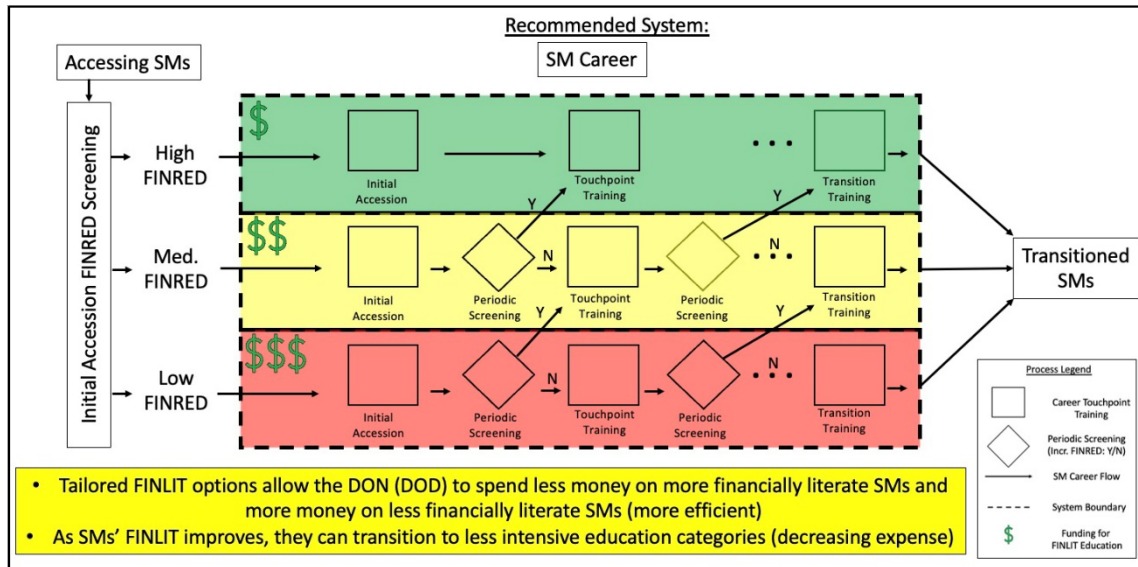 Recommended System:
Accessing SMs
SM Career
Initial Accession FINRED Screening
High
FINRED
$
Initial
Accession
Touchpoint
Training
• • •
Transition
Training
Y
Y
Med.
FINRED
$$
Initial
Accession
Periodic
Screening
N
Touchpoint
Training
Periodic
Screening
N
• • •
Transition
Training
Y
Y
Low
FINRED
$$$
Initial
Accession
Periodic
Screening
N
Touchpoint
Training
Periodic
Screening
N
• • •
Transition
Training
Transitioned
SMs
Process Legend
Career Touchpoint
Training
Periodic Screening
(Incr. FINRED: Y/N)
SM Career Flow
System Boundary
$
Funding for
FINLIT Education
• Tailored FINLIT options allow the DON (DOD) to spend less money on more financially literate SMs and
more money on less financially literate SMs (more efficient)
• As SMs' FINLIT improves, they can transition to less intensive education categories (decreasing expense)